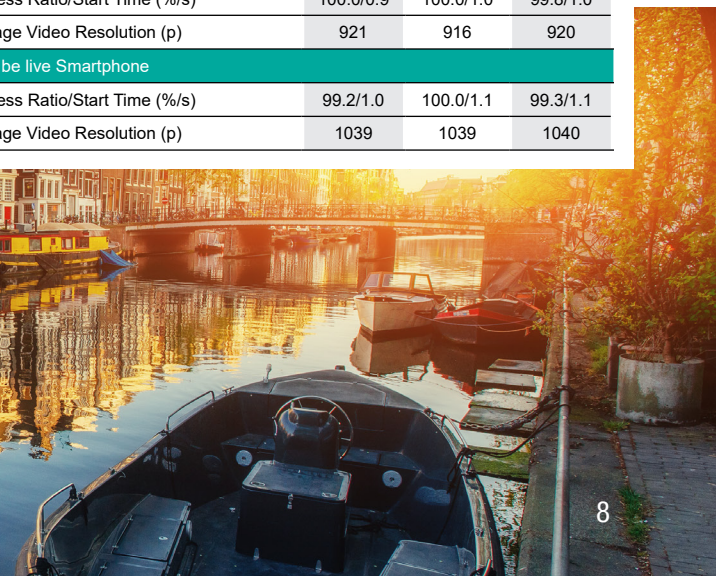 ess Ratio/Start Time (%/s) 100.0/0.9 100.0/1.0 99.8/1.0
ge Video Resolution (p) 921 916 920
be live Smartphone
ess Ratio/Start Time (%/s) 99.2/1.0 100.0/1.1 99.3/1.1
ge Video Resolution (p) 1039 1039 1040
8